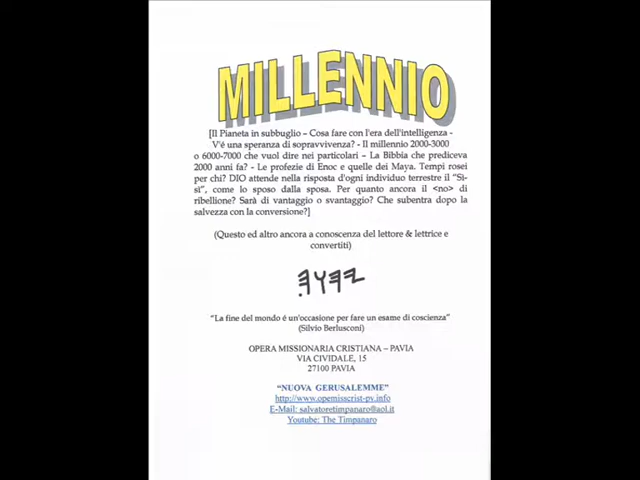 MILLENNIO
[Il Pianeta in subbuglio – Cosa fare con l'era dell'intelligenza -
V'é una speranza di sopravvivenza? - Il millennio 2000-3000
o 6000-7000 che vuol dire nei particolari – La Bibbia che prediceva
2000 anni fa? - Le profezie di Enoc e quelle dei Maya. Tempi rosei
per chi? DIO attende nella risposta d'ogni individuo terrestre il “Sì-
sì”, come lo sposo dalla sposa. Per quanto ancora il <no> di
ribellione? Sarà di vantaggio o svantaggio? Che subentra dopo la
salvezza con la conversione?]
(Questo ed altro ancora a conoscenza del lettore & lettrice e
convertiti)
“La fine del mondo é un'occasione per fare un esame di coscienza”
(Silvio Berlusconi)
OPERA MISSIONARIA CRISTIANA – PAVIA
VIA CIVIDALE, 15
27100 PAVIA
“NUOVA GERUSALEMME”
http://www.opemisscrist-pv.info
E-Mail: salvatoretimpanaro@aol.it
Youtube: The Timpanaro